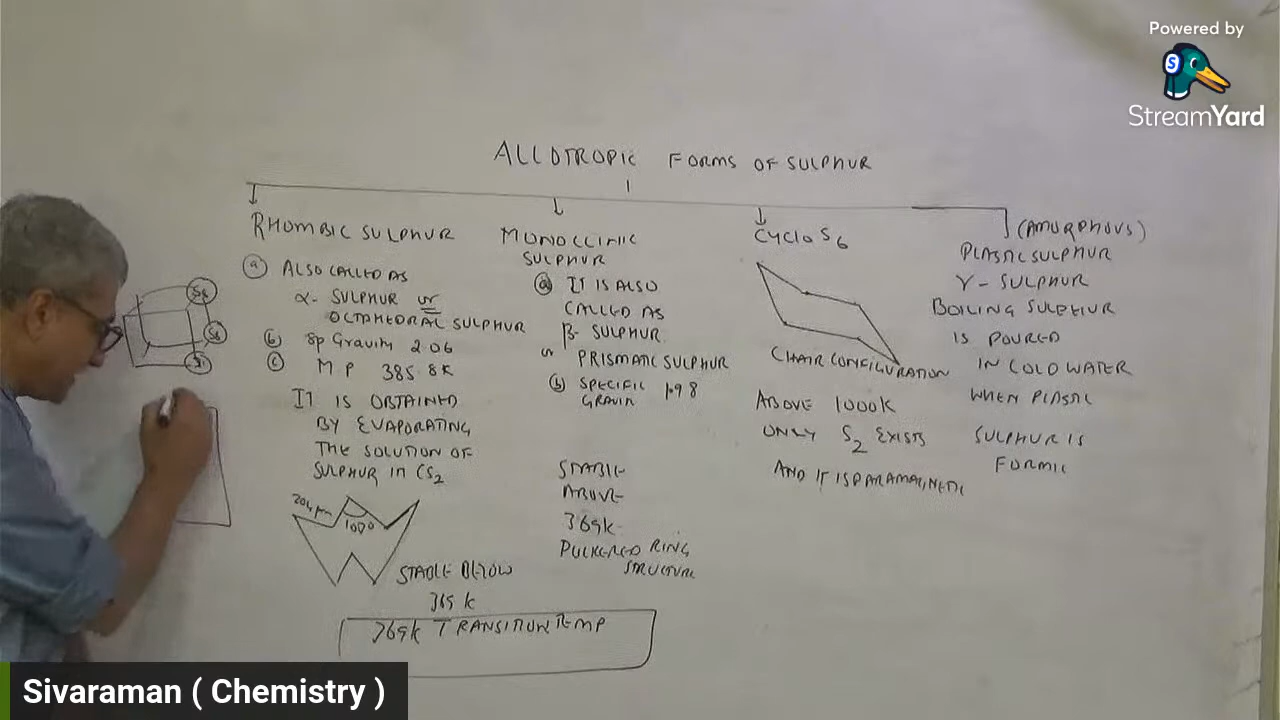 Powered by
StreamYard
ALLOTROPIC FORMS OF SULPHUR
RHOMBIC SULPHUR
(a) ALSO CALLED AS
α- SULPHUR or
OCTAHEDRAL SULPHUR
(b) Sp Gravity 2.06
(c) M P 385.8K
IT IS OBTAINED
BY EVAPORATING
THE SOLUTION OF
SULPHUR IN CS2
204 pm
STABLE BELOW
369 K
369K TRANSITION TEMP
MONOCLINIC
SULPHUR
(a) IT IS ALSO
CALLED AS
β- SULPHUR
or PRISMATIC SULPHUR
(b) SPECIFIC 1.98
GRAVITY
STABLE
ABOVE
369K
PUCKERED RING
STRUCTURE
CYCLO S6
CHAIR CONFIGURATION
ABOVE 1000K
ONLY S2 EXISTS
AND IT IS PARAMAGNETIC
(AMORPHOUS)
PLASTIC SULPHUR
γ- SULPHUR
BOILING SULPHUR
IS POURED
IN COLD WATER
WHEN PLASTIC
SULPHUR IS
S8
S8
Sivaraman ( Chemistry )